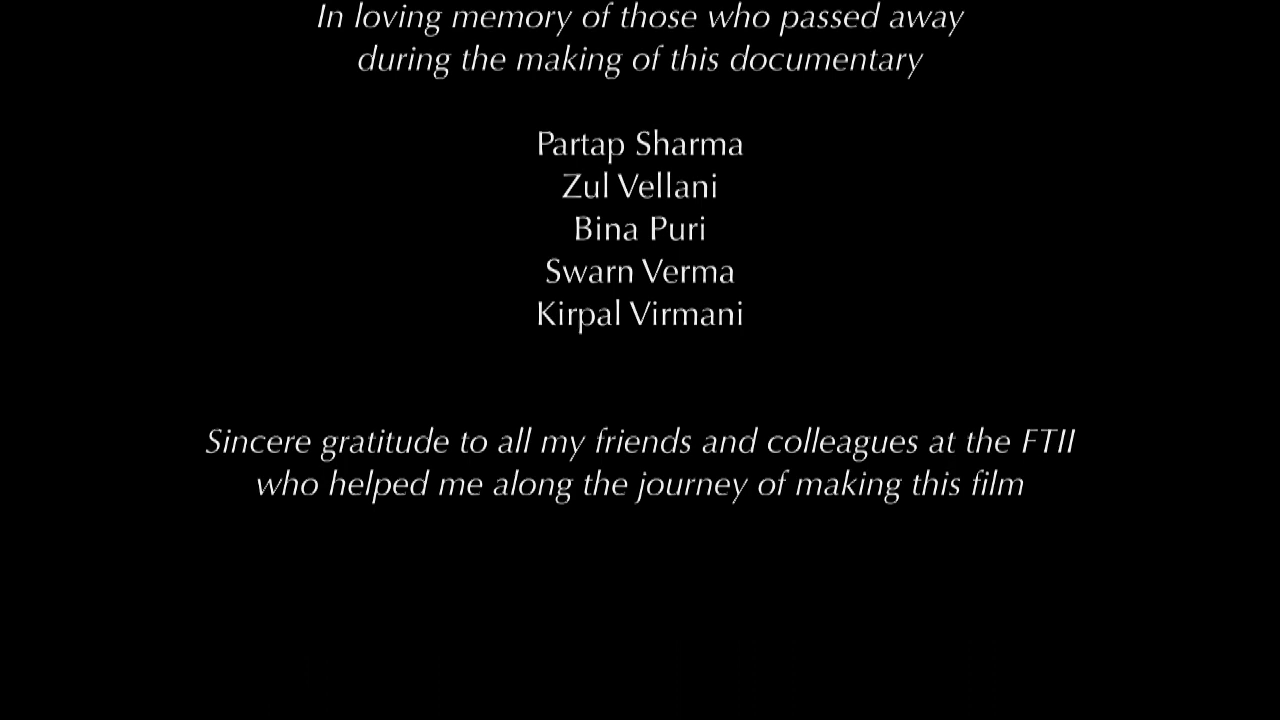 In loving memory of those who passed away
during the making of this documentary
Partap Sharma
Zul Vellani
Bina Puri
Swarn Verma
Kirpal Virmani
Sincere gratitude to all my friends and colleagues at the FTII
who helped me along the journey of making this film